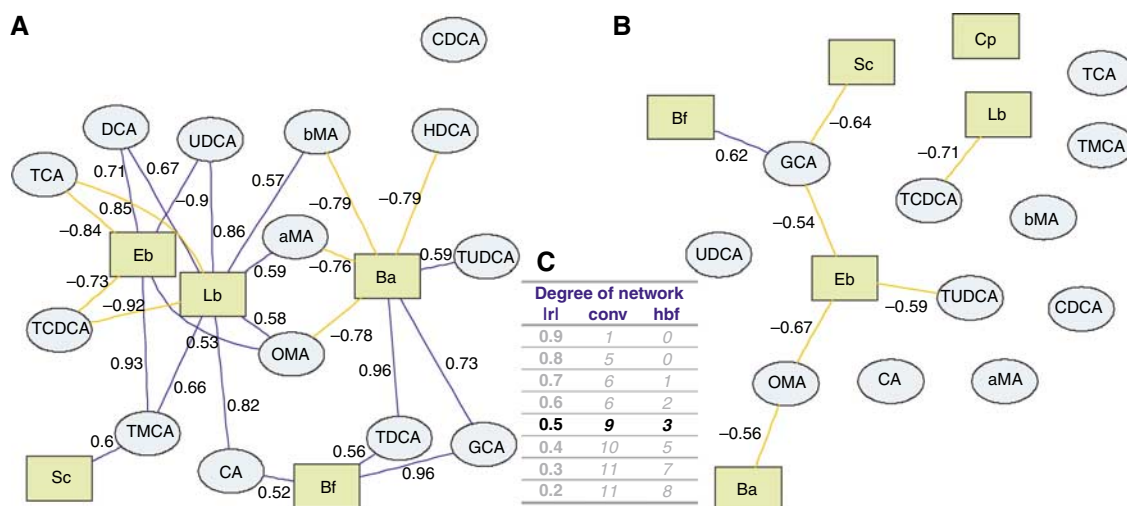 A
CDCA
DCA
UDCA
bMA
HDCA
0.71
0.67
0.57
TCA
0.85
−0.9
−0.79
−0.79
−0.84
0.86
aMA
Eb
0.59
TUDCA
−0.73
0.59
−0.76
Ba
Lb
−0.92
0.58
TCDCA
0.53
OMA
−0.78
0.93
0.66
0.96
0.73
0.82
TMCA
TDCA
GCA
0.6
0.56
Sc
CA
0.96
0.52
Bf
B
Cp
Sc
TCA
Bf
Lb
−0.64
0.62
TMCA
GCA
−0.71
TCDCA
bMA
−0.54
UDCA
Eb
TUDCA
CDCA
−0.59
−0.67
OMA
CA
aMA
−0.56
Ba
C
Degree of network
|r| conv hbf
0.9 1 0
0.8 5 0
0.7 6 1
0.6 6 2
0.5 9 3
0.4 10 5
0.3 11 7
0.2 11 8